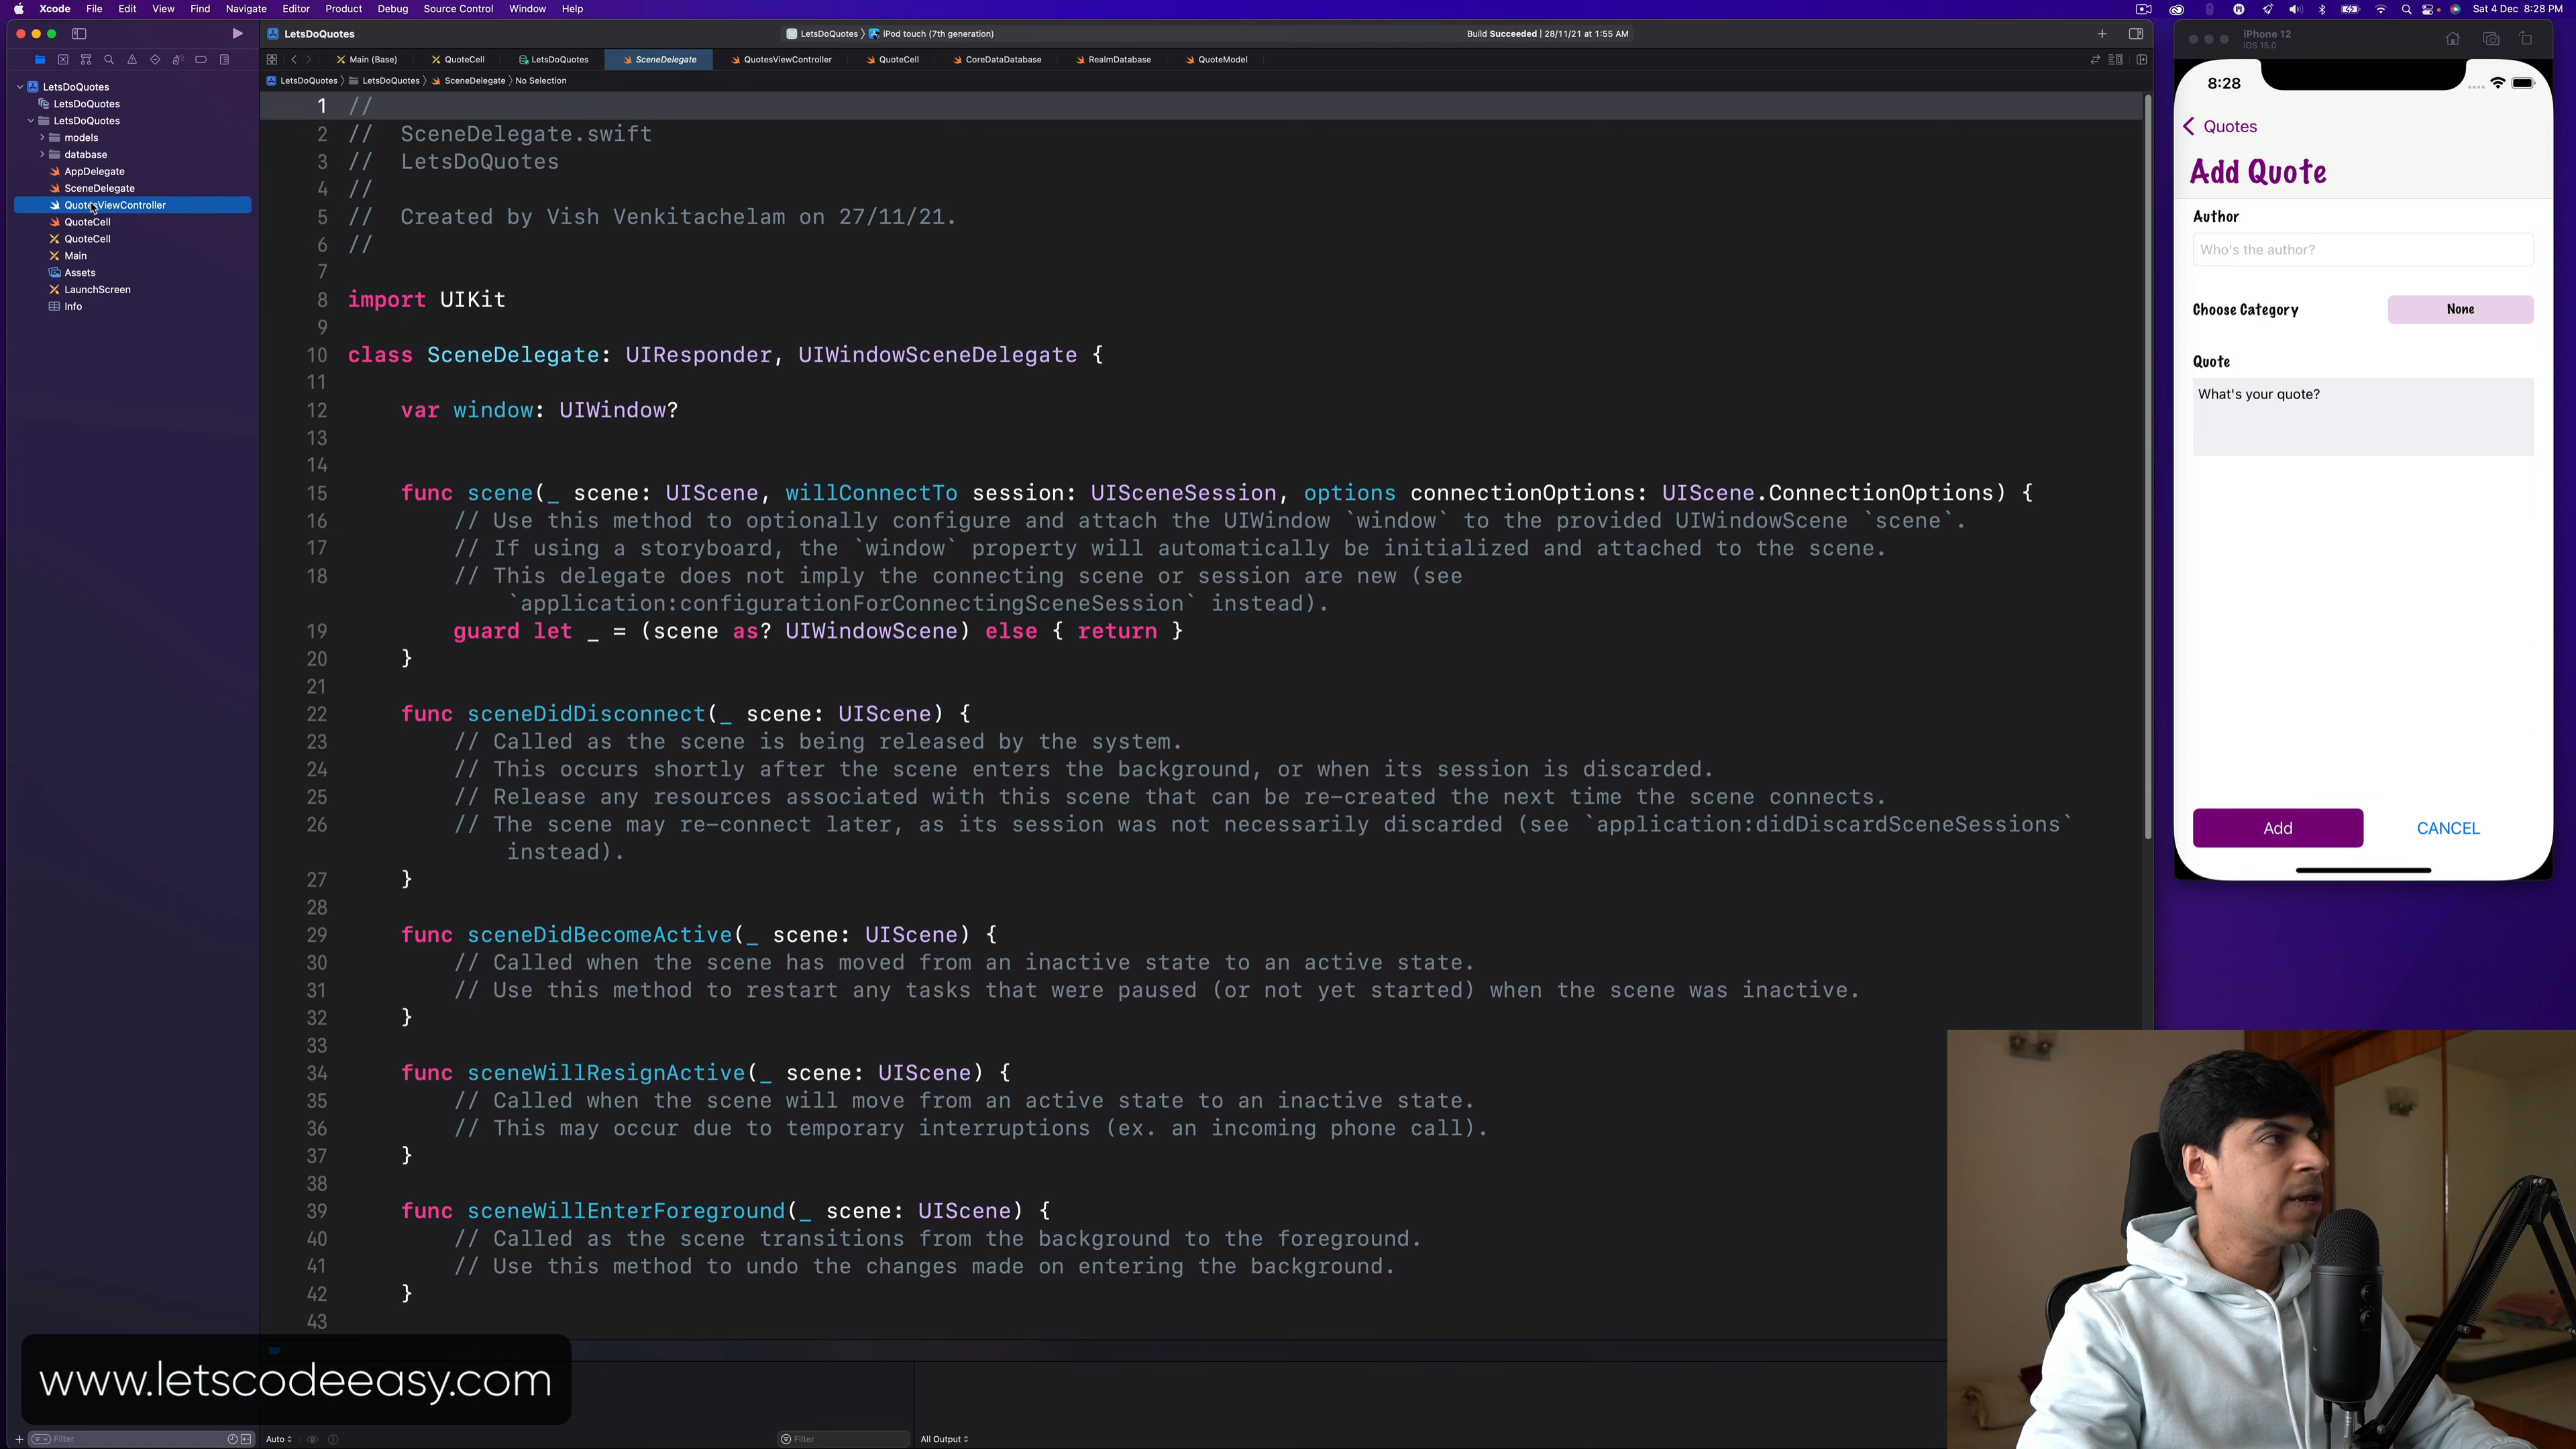 Xcode File Edit View Find Navigate Editor Product Debug Source Control Window Help
Sat 4 Dec 8:28 PM
LetsDoQuotes
LetsDoQuotes
iPod touch (7th generation)
Build Succeeded | 28/11/21 at 1:55 AM
Main (Base)
QuoteCell
LetsDoQuotes
SceneDelegate
QuotesViewController
QuoteCell
CoreDataDatabase
RealmDatabase
QuoteModel
LetsDoQuotes
LetsDoQuotes
SceneDelegate
No Selection
LetsDoQuotes
LetsDoQuotes
LetsDoQuotes
models
database
AppDelegate
SceneDelegate
QuotesViewController
QuoteCell
QuoteCell
Main
Assets
LaunchScreen
Info
1 //
2 //  SceneDelegate.swift
3 //  LetsDoQuotes
4 //
5 //  Created by Vish Venkitachelam on 27/11/21.
6 //
7
8 import UIKit
9
10 class SceneDelegate: UIResponder, UIWindowSceneDelegate {
11
12     var window: UIWindow?
13
14
15     func scene(_ scene: UIScene, willConnectTo session: UISceneSession, options connectionOptions: UIScene.ConnectionOptions) {
16         // Use this method to optionally configure and attach the UIWindow `window` to the provided UIWindowScene `scene`.
17         // If using a storyboard, the `window` property will automatically be initialized and attached to the scene.
18         // This delegate does not imply the connecting scene or session are new (see
`application:configurationForConnectingSceneSession` instead).
19         guard let _ = (scene as? UIWindowScene) else { return }
20     }
21
22     func sceneDidDisconnect(_ scene: UIScene) {
23         // Called as the scene is being released by the system.
24         // This occurs shortly after the scene enters the background, or when its session is discarded.
25         // Release any resources associated with this scene that can be re-created the next time the scene connects.
26         // The scene may re-connect later, as its session was not necessarily discarded (see `application:didDiscardSceneSessions`
instead).
27     }
28
29     func sceneDidBecomeActive(_ scene: UIScene) {
30         // Called when the scene has moved from an inactive state to an active state.
31         // Use this method to restart any tasks that were paused (or not yet started) when the scene was inactive.
32     }
33
34     func sceneWillResignActive(_ scene: UIScene) {
35         // Called when the scene will move from an active state to an inactive state.
36         // This may occur due to temporary interruptions (ex. an incoming phone call).
37     }
38
39     func sceneWillEnterForeground(_ scene: UIScene) {
40         // Called as the scene transitions from the background to the foreground.
41         // Use this method to undo the changes made on entering the background.
42     }
43
iPhone 12
iOS 15.0
8:28
Quotes
Add Quote
Author
Who's the author?
Choose Category
None
Quote
What's your quote?
Add
CANCEL
www.letscodeeasy.com
Filter
Auto
Filter
All Output